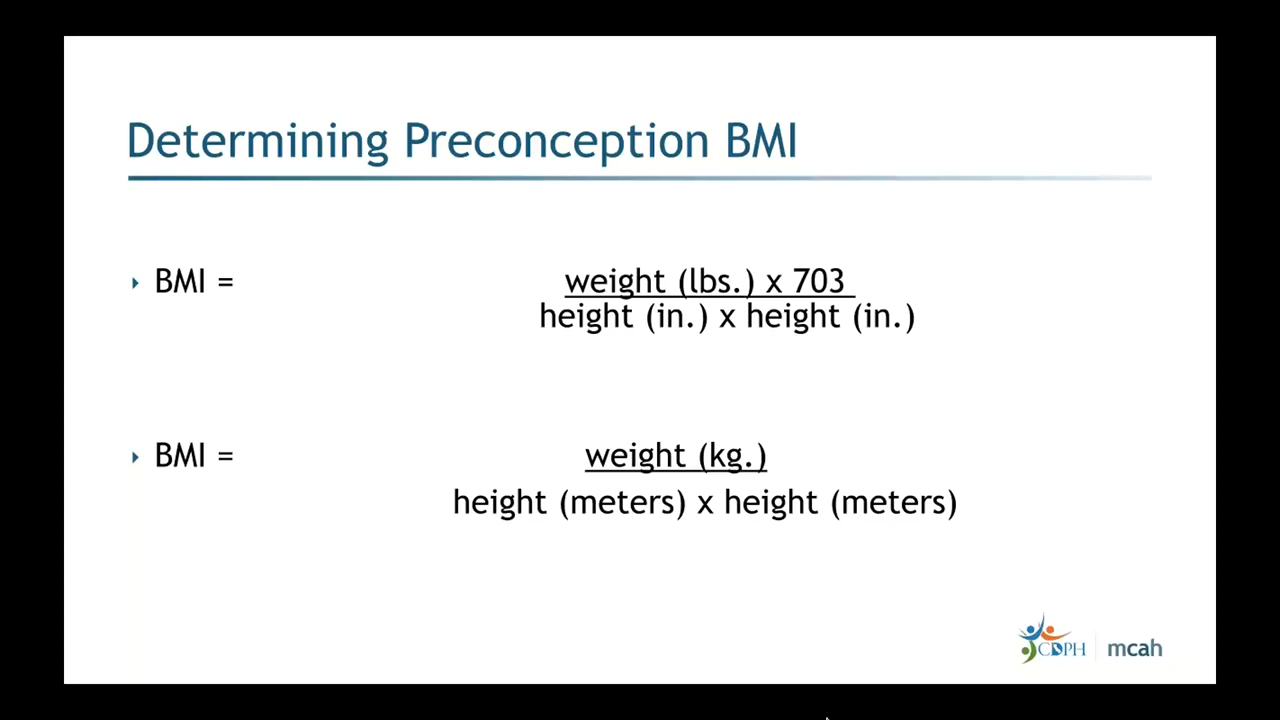 Determining Preconception BMI
BMI = weight (lbs.) x 703
height (in.) x height (in.)
BMI = weight (kg.)
height (meters) x height (meters)
CDPH mcah